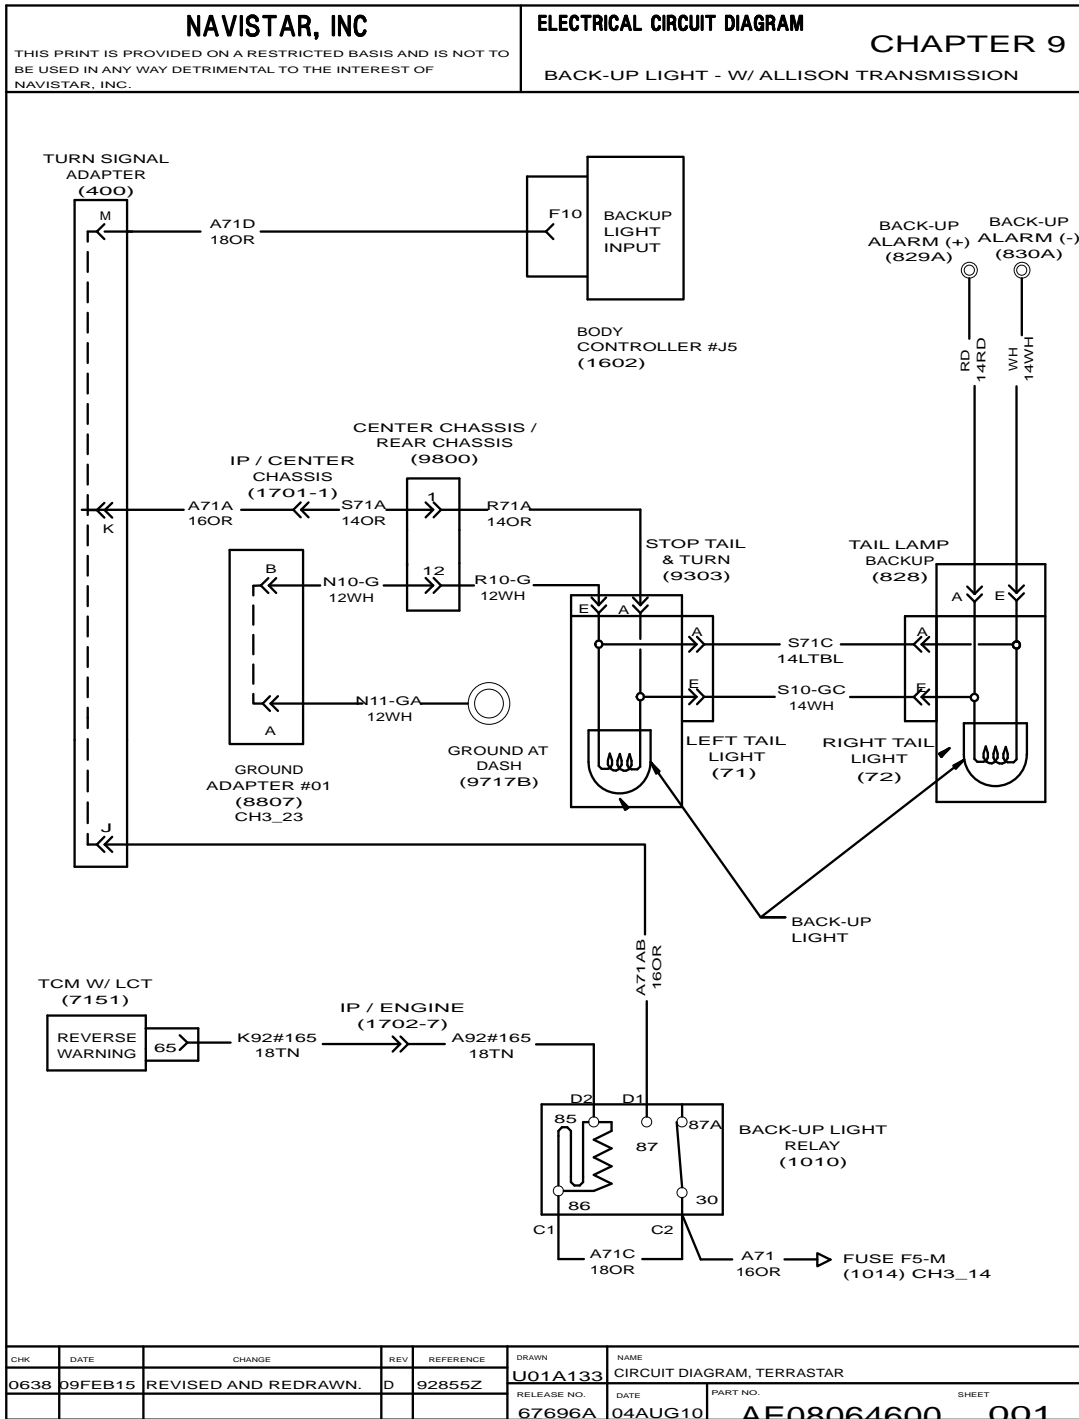 NAVISTAR, INC
THIS PRINT IS PROVIDED ON A RESTRICTED BASIS AND IS NOT TO
BE USED IN ANY WAY DETRIMENTAL TO THE INTEREST OF
NAVISTAR, INC.
ELECTRICAL CIRCUIT DIAGRAM
CHAPTER 9
BACK-UP LIGHT - W/ ALLISON TRANSMISSION
TURN SIGNAL
ADAPTER
(400)
M
A71D
18OR
F10
BACKUP
LIGHT
INPUT
BODY
CONTROLLER #J5
(1602)
BACK-UP
ALARM (+)
(829A)
BACK-UP
ALARM (-)
(830A)
RD
14RD
WH
14WH
CENTER CHASSIS /
REAR CHASSIS
(9800)
IP / CENTER
CHASSIS
(1701-1)
K
A71A
16OR
S71A
14OR
1
R71A
14OR
B
N10-G
12WH
12
R10-G
12WH
N11-GA
12WH
A
GROUND
ADAPTER #01
(8807)
CH3_23
GROUND AT
DASH
(9717B)
STOP TAIL
& TURN
(9303)
E
A
A
E
S71C
14LTBL
S10-GC
14WH
TAIL LAMP
BACKUP
(828)
A
E
A
E
LEFT TAIL
LIGHT
(71)
RIGHT TAIL
LIGHT
(72)
BACK-UP
LIGHT
J
A71AB
16OR
TCM W/ LCT
(7151)
REVERSE
WARNING
65
K92#165
18TN
IP / ENGINE
(1702-7)
A92#165
18TN
D2
D1
85
87
87A
86
30
C1
C2
BACK-UP LIGHT
RELAY
(1010)
A71C
18OR
A71
16OR
FUSE F5-M
(1014) CH3_14
CHK
DATE
CHANGE
REV
REFERENCE
0638
09FEB15
REVISED AND REDRAWN.
D
92855Z
DRAWN
U01A133
NAME
CIRCUIT DIAGRAM, TERRASTAR
RELEASE NO.
67696A
DATE
04AUG10
PART NO.
AE08064600
SHEET
001